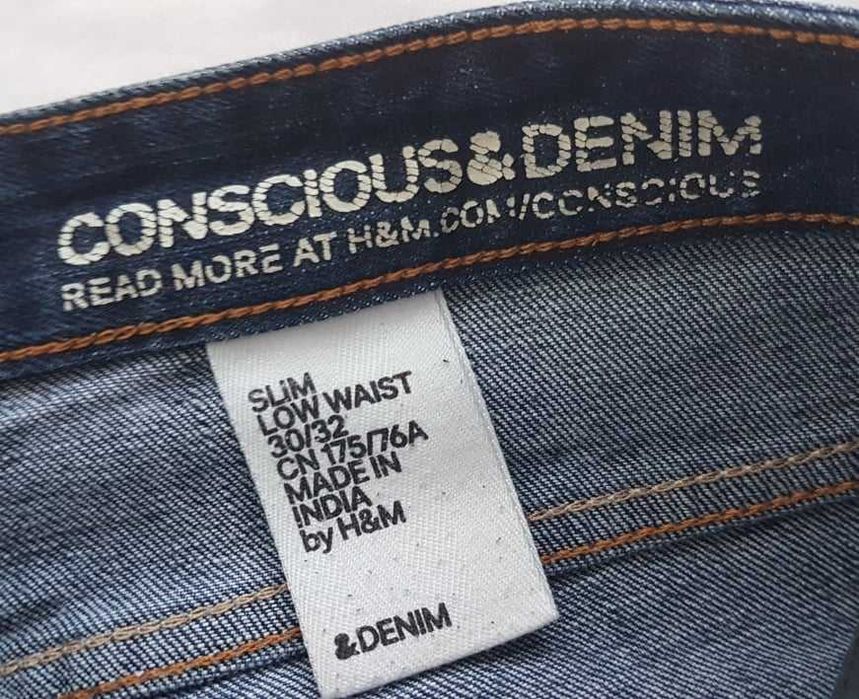 CONSCIOUS&DENIM
READ MORE AT H&M.COM/CONSCIOUS
SLIM
LOW WAIST
30/32
CN 175/76A
MADE IN
INDIA
by H&M
&DENIM